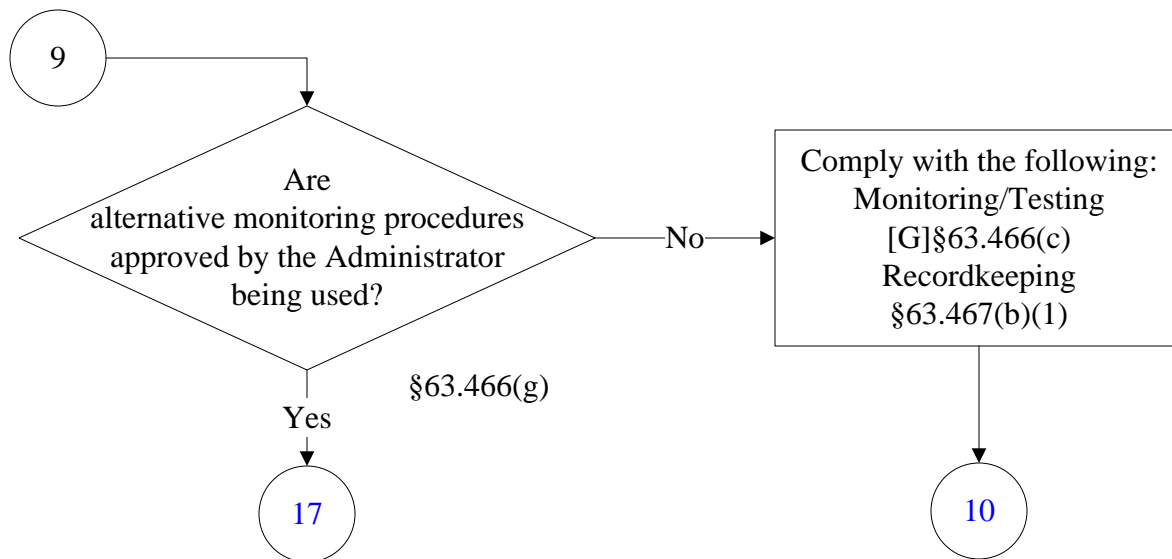 9
Are
alternative monitoring procedures
approved by the Administrator
being used?
§63.466(g)
No
Comply with the following:
Monitoring/Testing
[G]§63.466(c)
Recordkeeping
§63.467(b)(1)
Yes
17
10